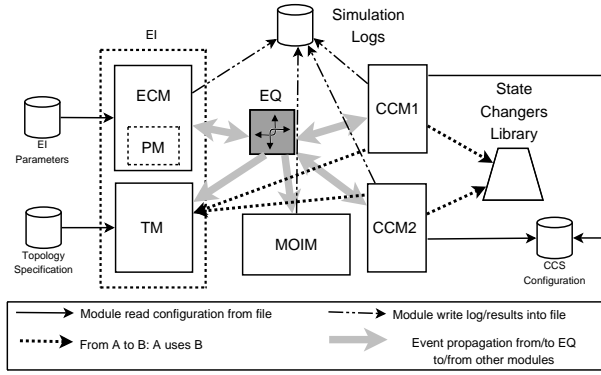 EI
Simulation
Logs
ECM
PM
EQ
CCM1
State
Changers
Library
EI
Parameters
TM
MOIM
CCM2
Topology
Specification
CCS
Configuration
Module read configuration from file
Module write log/results into file
From A to B: A uses B
Event propagation from/to EQ
to/from other modules